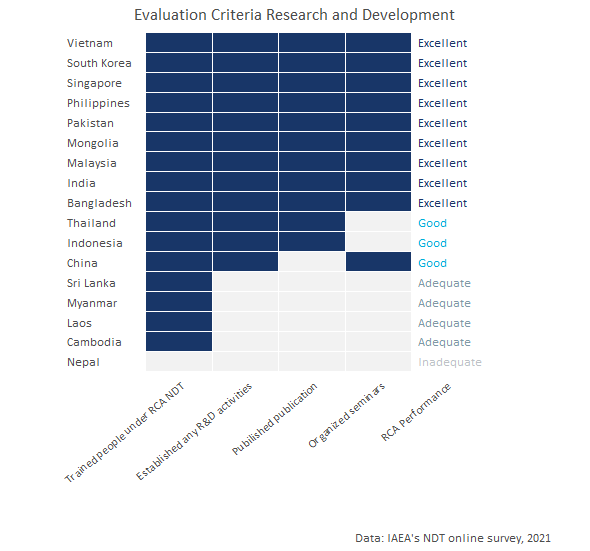 Evaluation Criteria Research and Development
Vietnam Excellent
South Korea Excellent
Singapore Excellent
Philippines Excellent
Pakistan Excellent
Mongolia Excellent
Malaysia Excellent
India Excellent
Bangladesh Excellent
Thailand Good
Indonesia Good
China Good
Sri Lanka Adequate
Myanmar Adequate
Laos Adequate
Cambodia Adequate
Nepal Inadequate
Trained people under RCA NDT
Established any R&D activities
Pubilished publication
Organized seminars
RCA Performance
Data: IAEA's NDT online survey, 2021